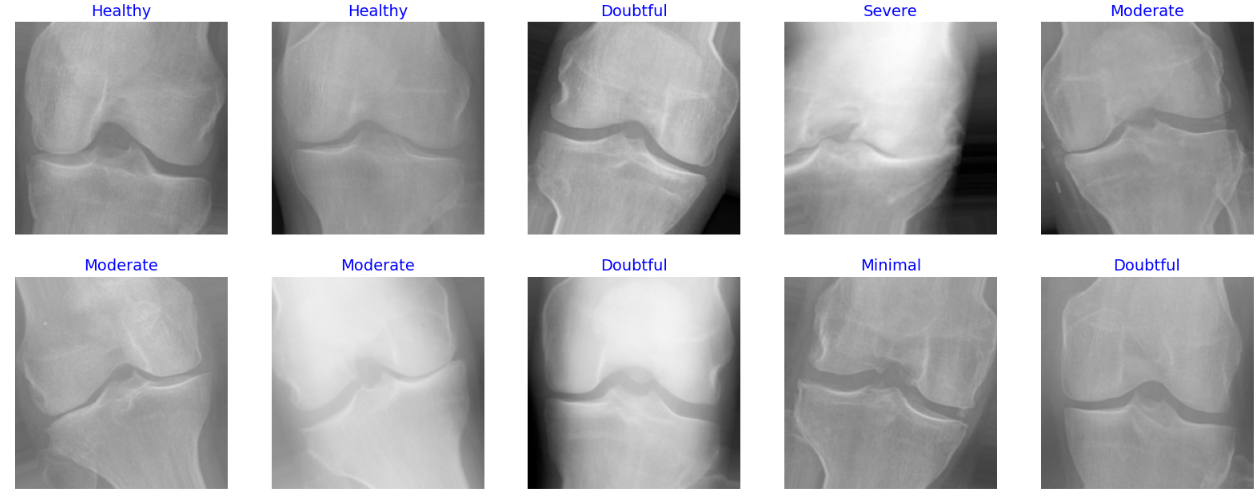 Healthy
Healthy
Doubtful
Severe
Moderate
Moderate
Moderate
Doubtful
Minimal
Doubtful